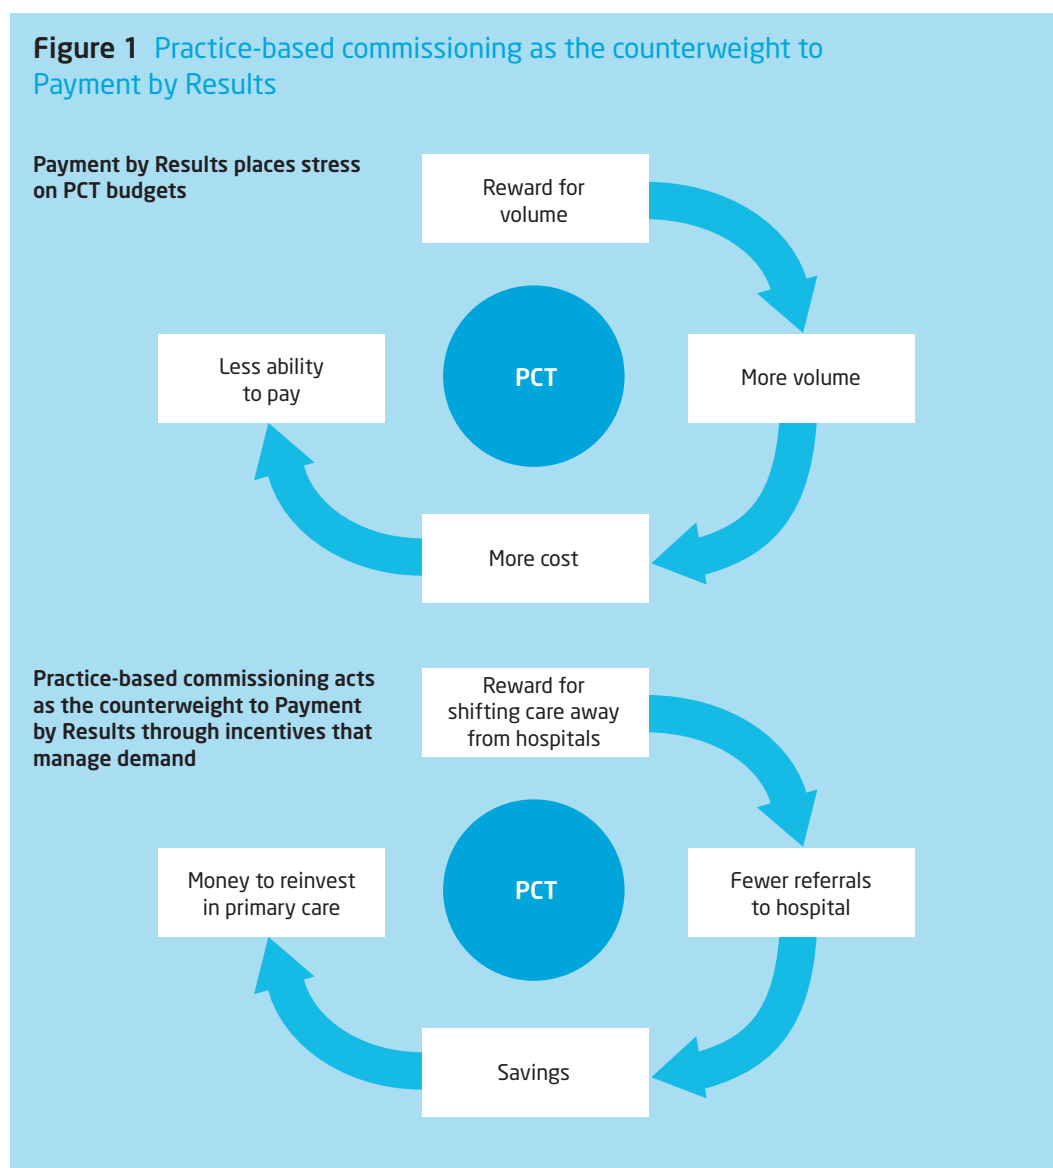 Figure 1 Practice-based commissioning as the counterweight to
Payment by Results
Payment by Results places stress
on PCT budgets
Reward for
volume
More volume
More cost
Less ability
to pay
PCT
Practice-based commissioning acts
as the counterweight to Payment
by Results through incentives that
manage demand
Reward for
shifting care away
from hospitals
Fewer referrals
to hospital
Savings
Money to reinvest
in primary care
PCT